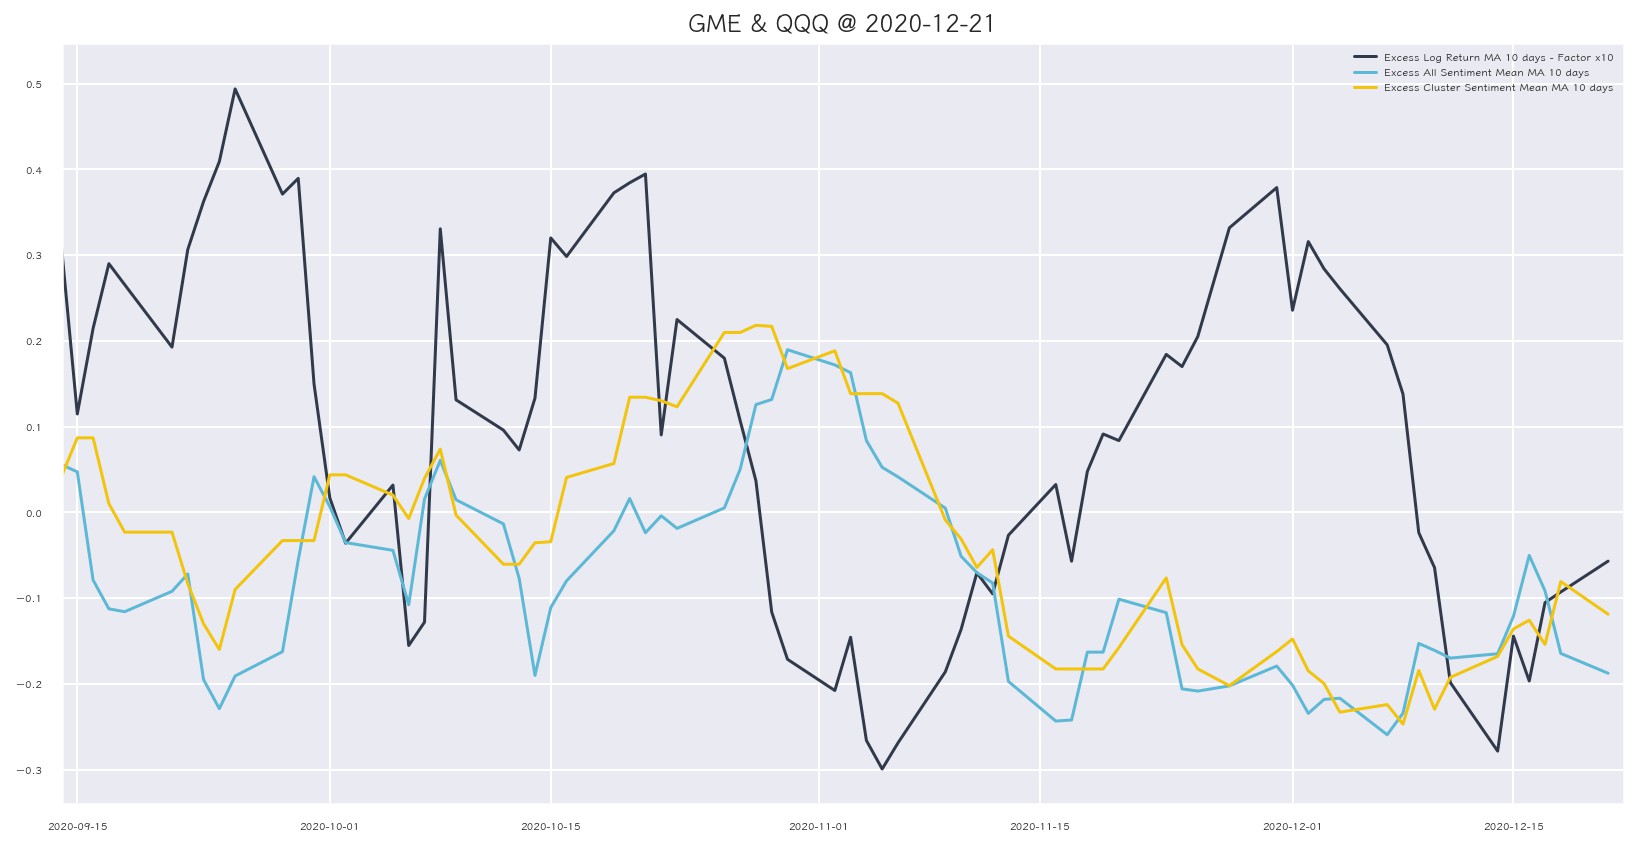 GME & QQQ @ 2020-12-21
Excess Log Return MA 10 days - Factor x10
Excess All Sentiment Mean MA 10 days
Excess Cluster Sentiment Mean MA 10 days
0.5
0.4
0.3
0.2
0.1
0.0
−0.1
−0.2
−0.3
2020-09-15 2020-10-01 2020-10-15 2020-11-01 2020-11-15 2020-12-01 2020-12-15